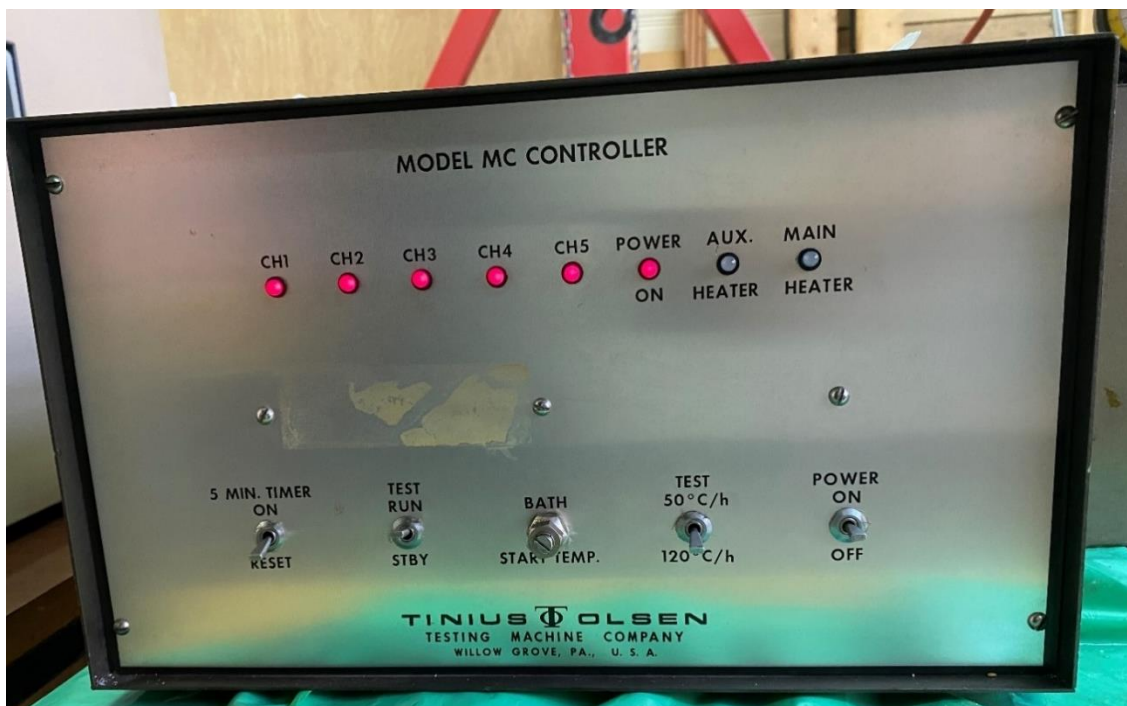 MODEL MC CONTROLLER
CH1 CH2 CH3 CH4 CH5 POWER ON AUX. HEATER MAIN HEATER
5 MIN. TIMER
ON
RESET
TEST
RUN
STBY
BATH
START TEMP.
TEST
50°C/h
120°C/h
POWER
ON
OFF
TINIUS OLSEN
TESTING MACHINE COMPANY
WILLOW GROVE, PA., U. S. A.